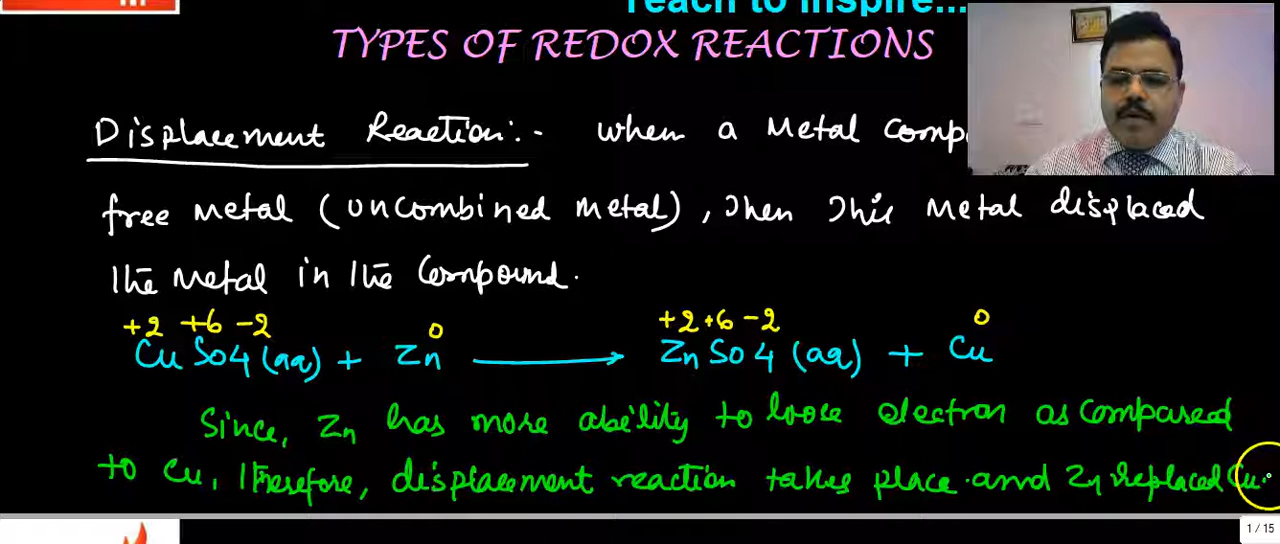 Teach to Inspire...
TYPES OF REDOX REACTIONS
Displacement Reaction:- when a Metal
free metal (uncombined metal), then this metal displaced
the metal in the Compound.
+2 +6 -2 0 +2 +6 -2 0
CuSO4(aq) + Zn → ZnSO4(aq) + Cu
Since, Zn has more ability to loose electron as compared
to Cu, therefore, displacement reaction takes place and Zn replaced Cu.
1 / 15